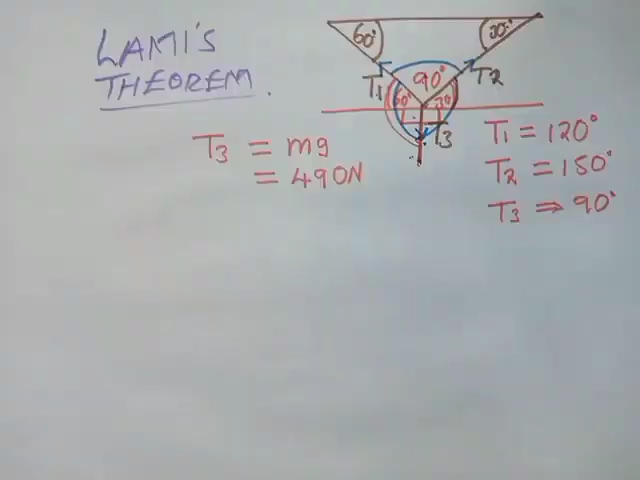 LAMI'S
THEOREM.
60° 30°
T1 90° T2
60° 30°
T3
T3 = mg
= 490N
T1 = 120°
T2 = 150°
T3 ⇒ 90°